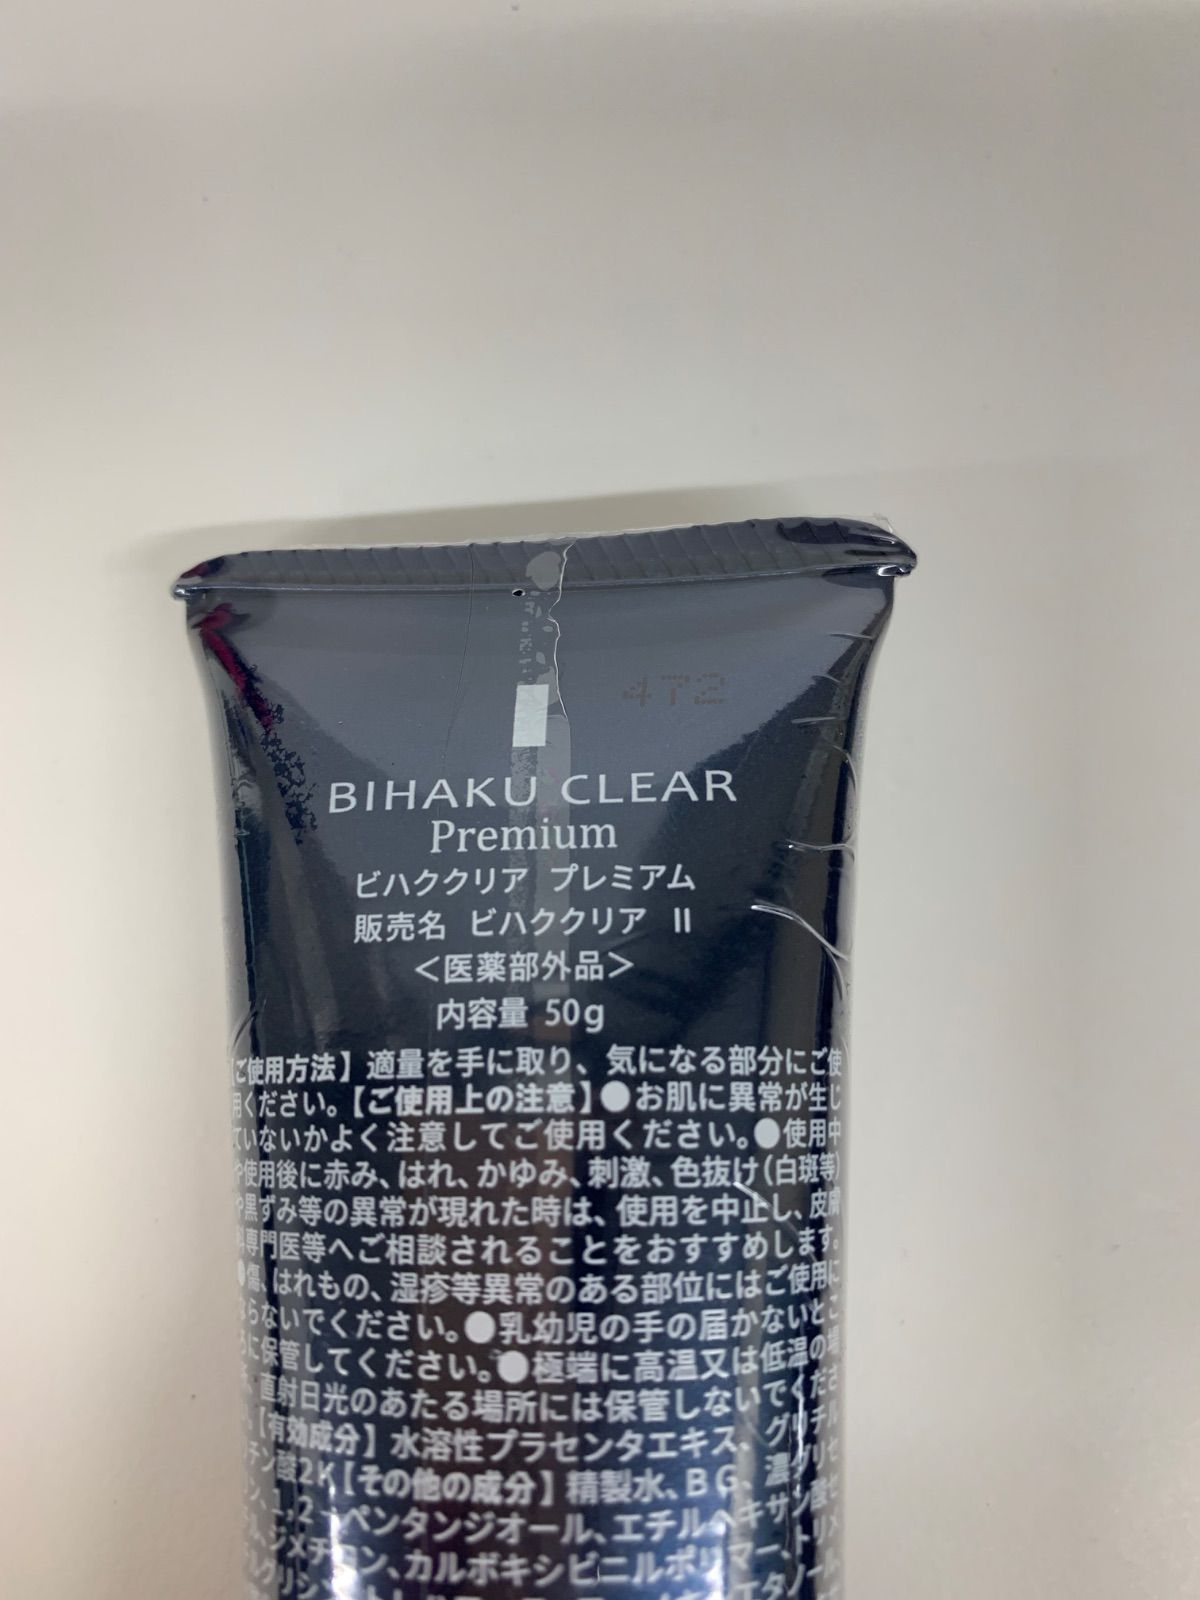 472
BIHAKU CLEAR
Premium
ビハククリア プレミアム
販売名 ビハククリア II
＜医薬部外品＞
内容量 50g
【ご使用方法】適量を手に取り、気になる部分にご使
用ください。【ご使用上の注意】●お肌に異常が生じ
ていないかよく注意してご使用ください。●使用中
や使用後に赤み、はれ、かゆみ、刺激、色抜け(白斑等)
や黒ずみ等の異常が現れた時は、使用を中止し、皮膚
科専門医等へご相談されることをおすすめします。
●傷、はれもの、湿疹等異常のある部位にはご使用に
ならないでください。●乳幼児の手の届かないとこ
ろに保管してください。●極端に高温又は低温の場
直射日光のあたる場所には保管しないでくださ
【有効成分】水溶性プラセンタエキス、グリチル
チン酸2K【その他の成分】精製水、BG、濃グリセ
ン、1,2-ペンタンジオール、エチルヘキサン酸セ
ル、ジメチコン、カルボキシビニルポリマー、トリメ